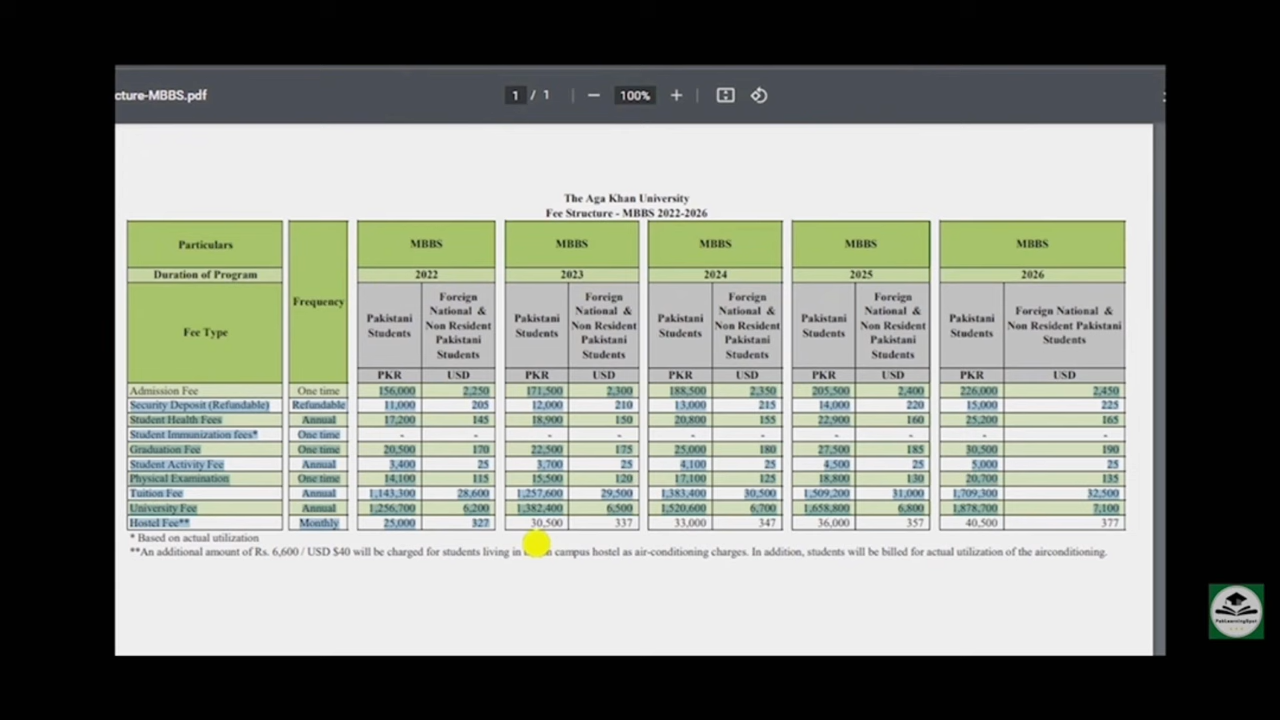 cture-MBBS.pdf
1 / 1
100%
The Aga Khan University
Fee Structure - MBBS 2022-2026
Particulars MBBS MBBS MBBS MBBS MBBS
Duration of Program Frequency 2022 2023 2024 2025 2026
Fee Type Pakistani Students Foreign National & Non Resident Pakistani Students Pakistani Students Foreign National & Non Resident Pakistani Students Pakistani Students Foreign National & Non Resident Pakistani Students Pakistani Students Foreign National & Non Resident Pakistani Students Pakistani Students Foreign National & Non Resident Pakistani Students
PKR USD PKR USD PKR USD PKR USD PKR USD
Admission Fee One time 156,000 2,250 171,500 2,300 188,500 2,350 205,500 2,400 226,000 2,450
Security Deposit (Refundable) Refundable 11,000 205 12,000 210 13,000 215 14,000 220 15,000 225
Student Health Fees Annual 17,200 145 18,900 150 20,800 155 22,900 160 25,200 165
Student Immunization fees* One time - - - - - - - - - -
Graduation Fee One time 20,500 170 22,500 175 25,000 180 27,500 185 30,500 190
Student Activity Fee Annual 3,400 25 3,700 25 4,100 25 4,500 25 5,000 25
Physical Examination One time 14,100 115 15,500 120 17,100 125 18,800 130 20,700 135
Tuition Fee Annual 1,143,300 28,600 1,257,600 29,500 1,383,400 30,500 1,509,200 31,000 1,709,300 32,500
University Fee Annual 1,256,700 6,200 1,382,400 6,500 1,520,600 6,700 1,658,800 6,800 1,878,700 7,100
Hostel Fee** Monthly 25,000 327 30,500 337 33,000 347 36,000 357 40,500 377
* Based on actual utilization
**An additional amount of Rs. 6,600 / USD $40 will be charged for students living in campus hostel as air-conditioning charges. In addition, students will be billed for actual utilization of the airconditioning.
PakLearningSpot